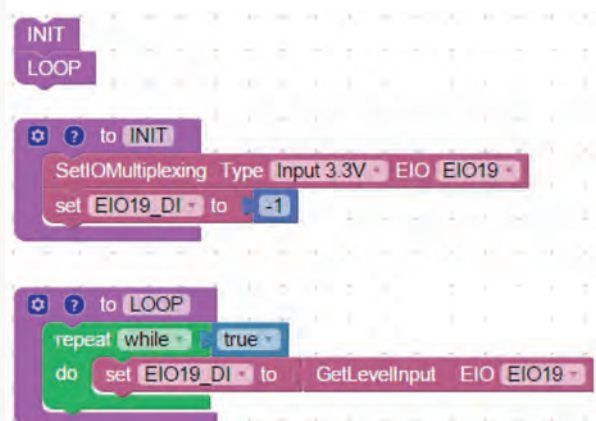 INIT
LOOP
? to INIT
SetIOMultiplexing Type Input 3.3V EIO EIO19
set EIO19_DI to -1
? to LOOP
repeat while true
do set EIO19_DI to GetLevelInput EIO EIO19